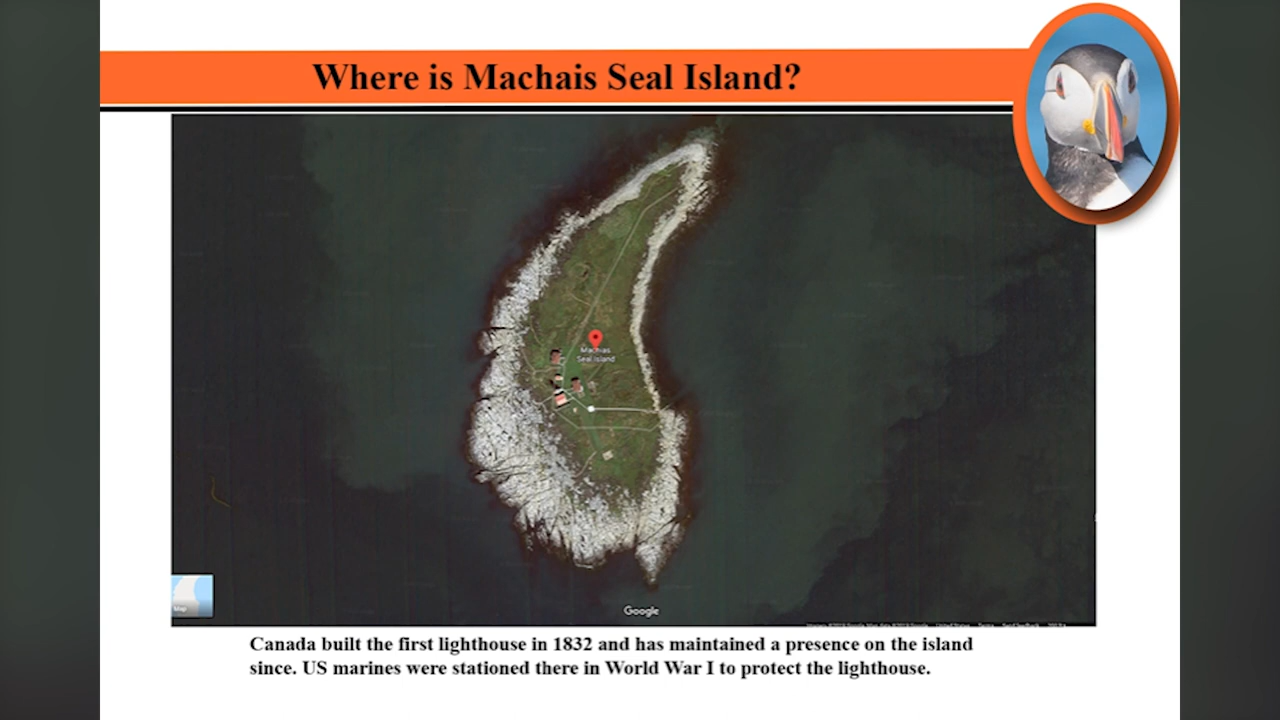 Where is Machais Seal Island?
Machias
Seal Island
Map
Google
Canada built the first lighthouse in 1832 and has maintained a presence on the island
since. US marines were stationed there in World War I to protect the lighthouse.